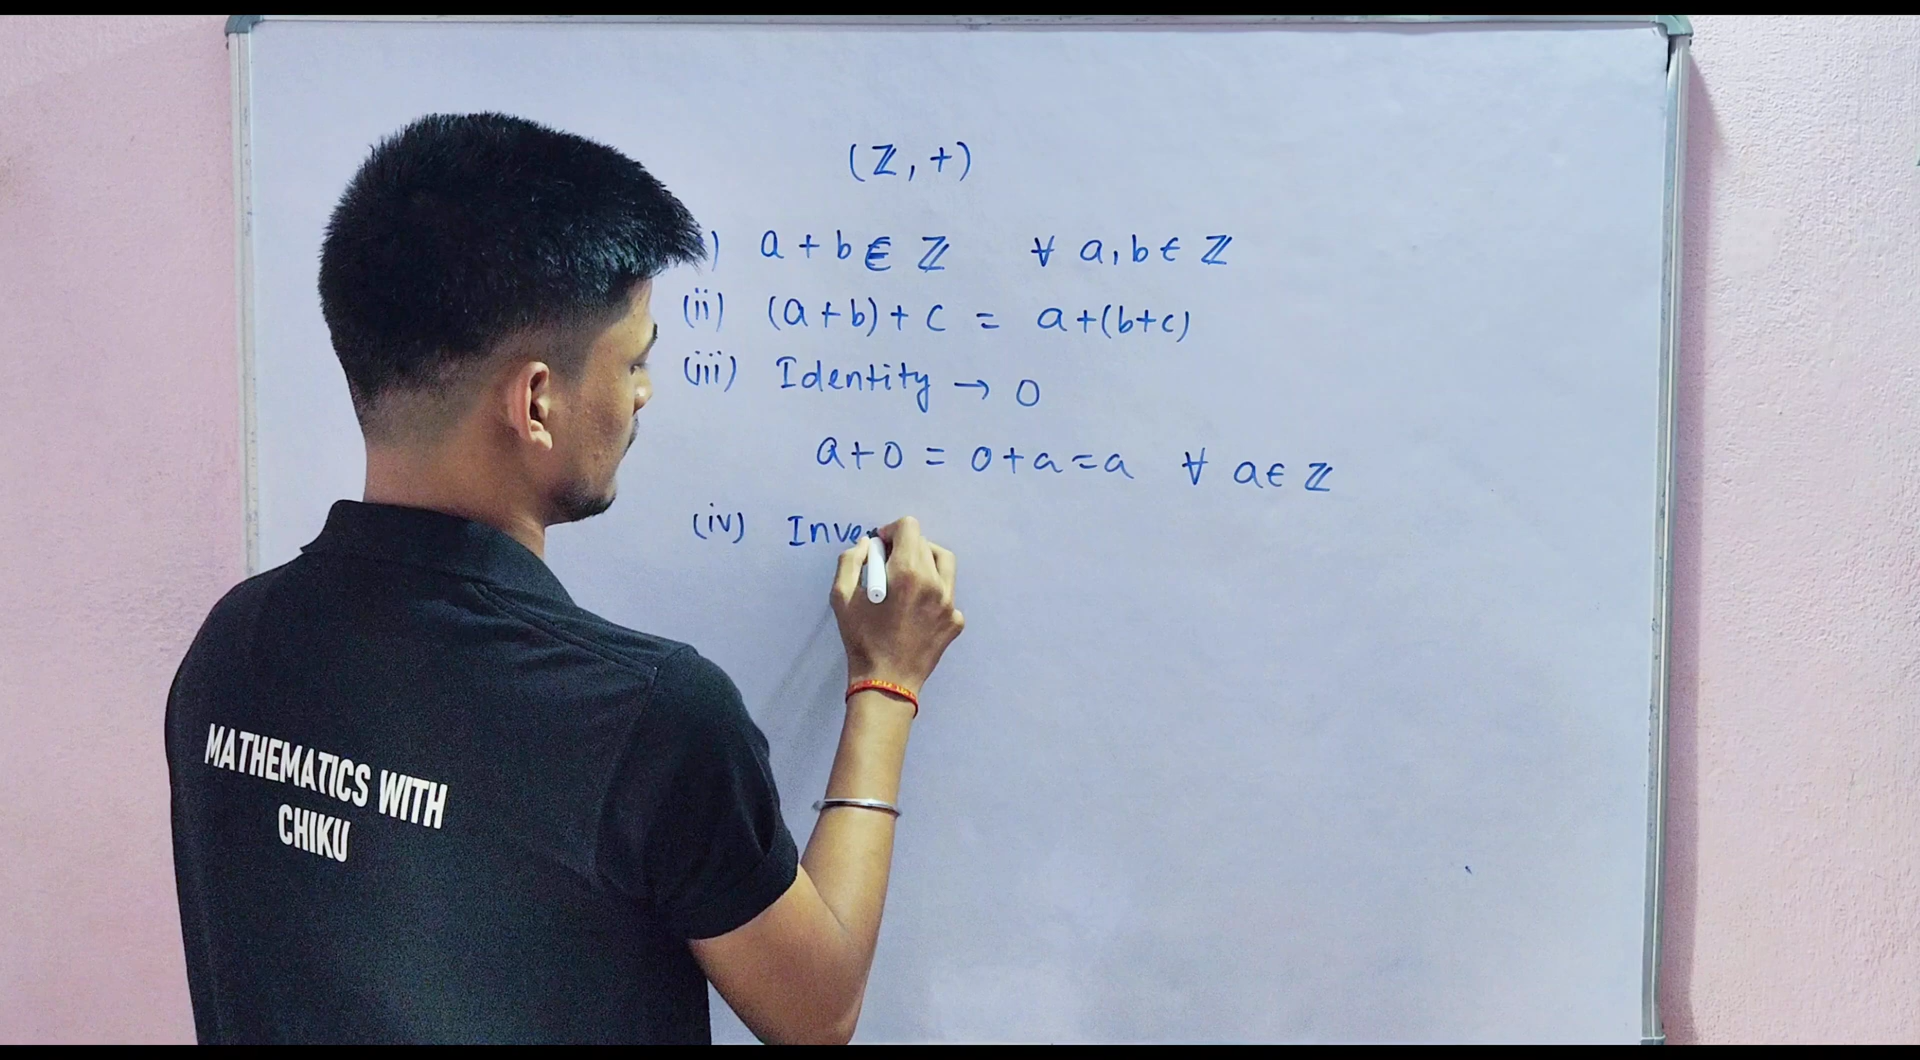 (ℤ, +)
) a + b ∈ ℤ ∀ a, b ∈ ℤ
(ii) (a + b) + c = a + (b + c)
(iii) Identity → 0
a + 0 = 0 + a = a ∀ a ∈ ℤ
(iv) Inve
MATHEMATICS WITH
CHIKU